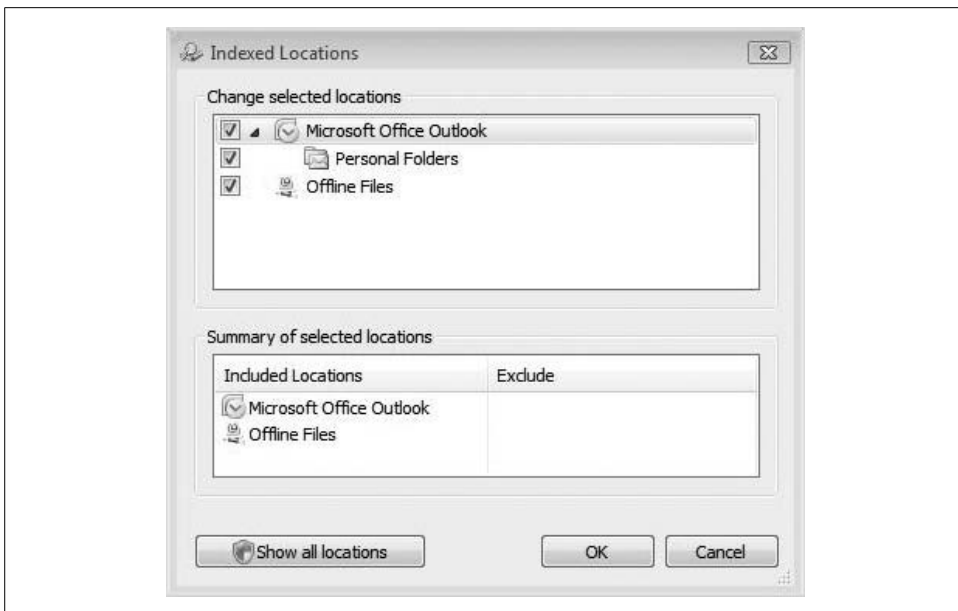 Indexed Locations
Change selected locations
Microsoft Office Outlook
Personal Folders
Offline Files
Summary of selected locations
Included Locations Exclude
Microsoft Office Outlook
Offline Files
Show all locations OK Cancel